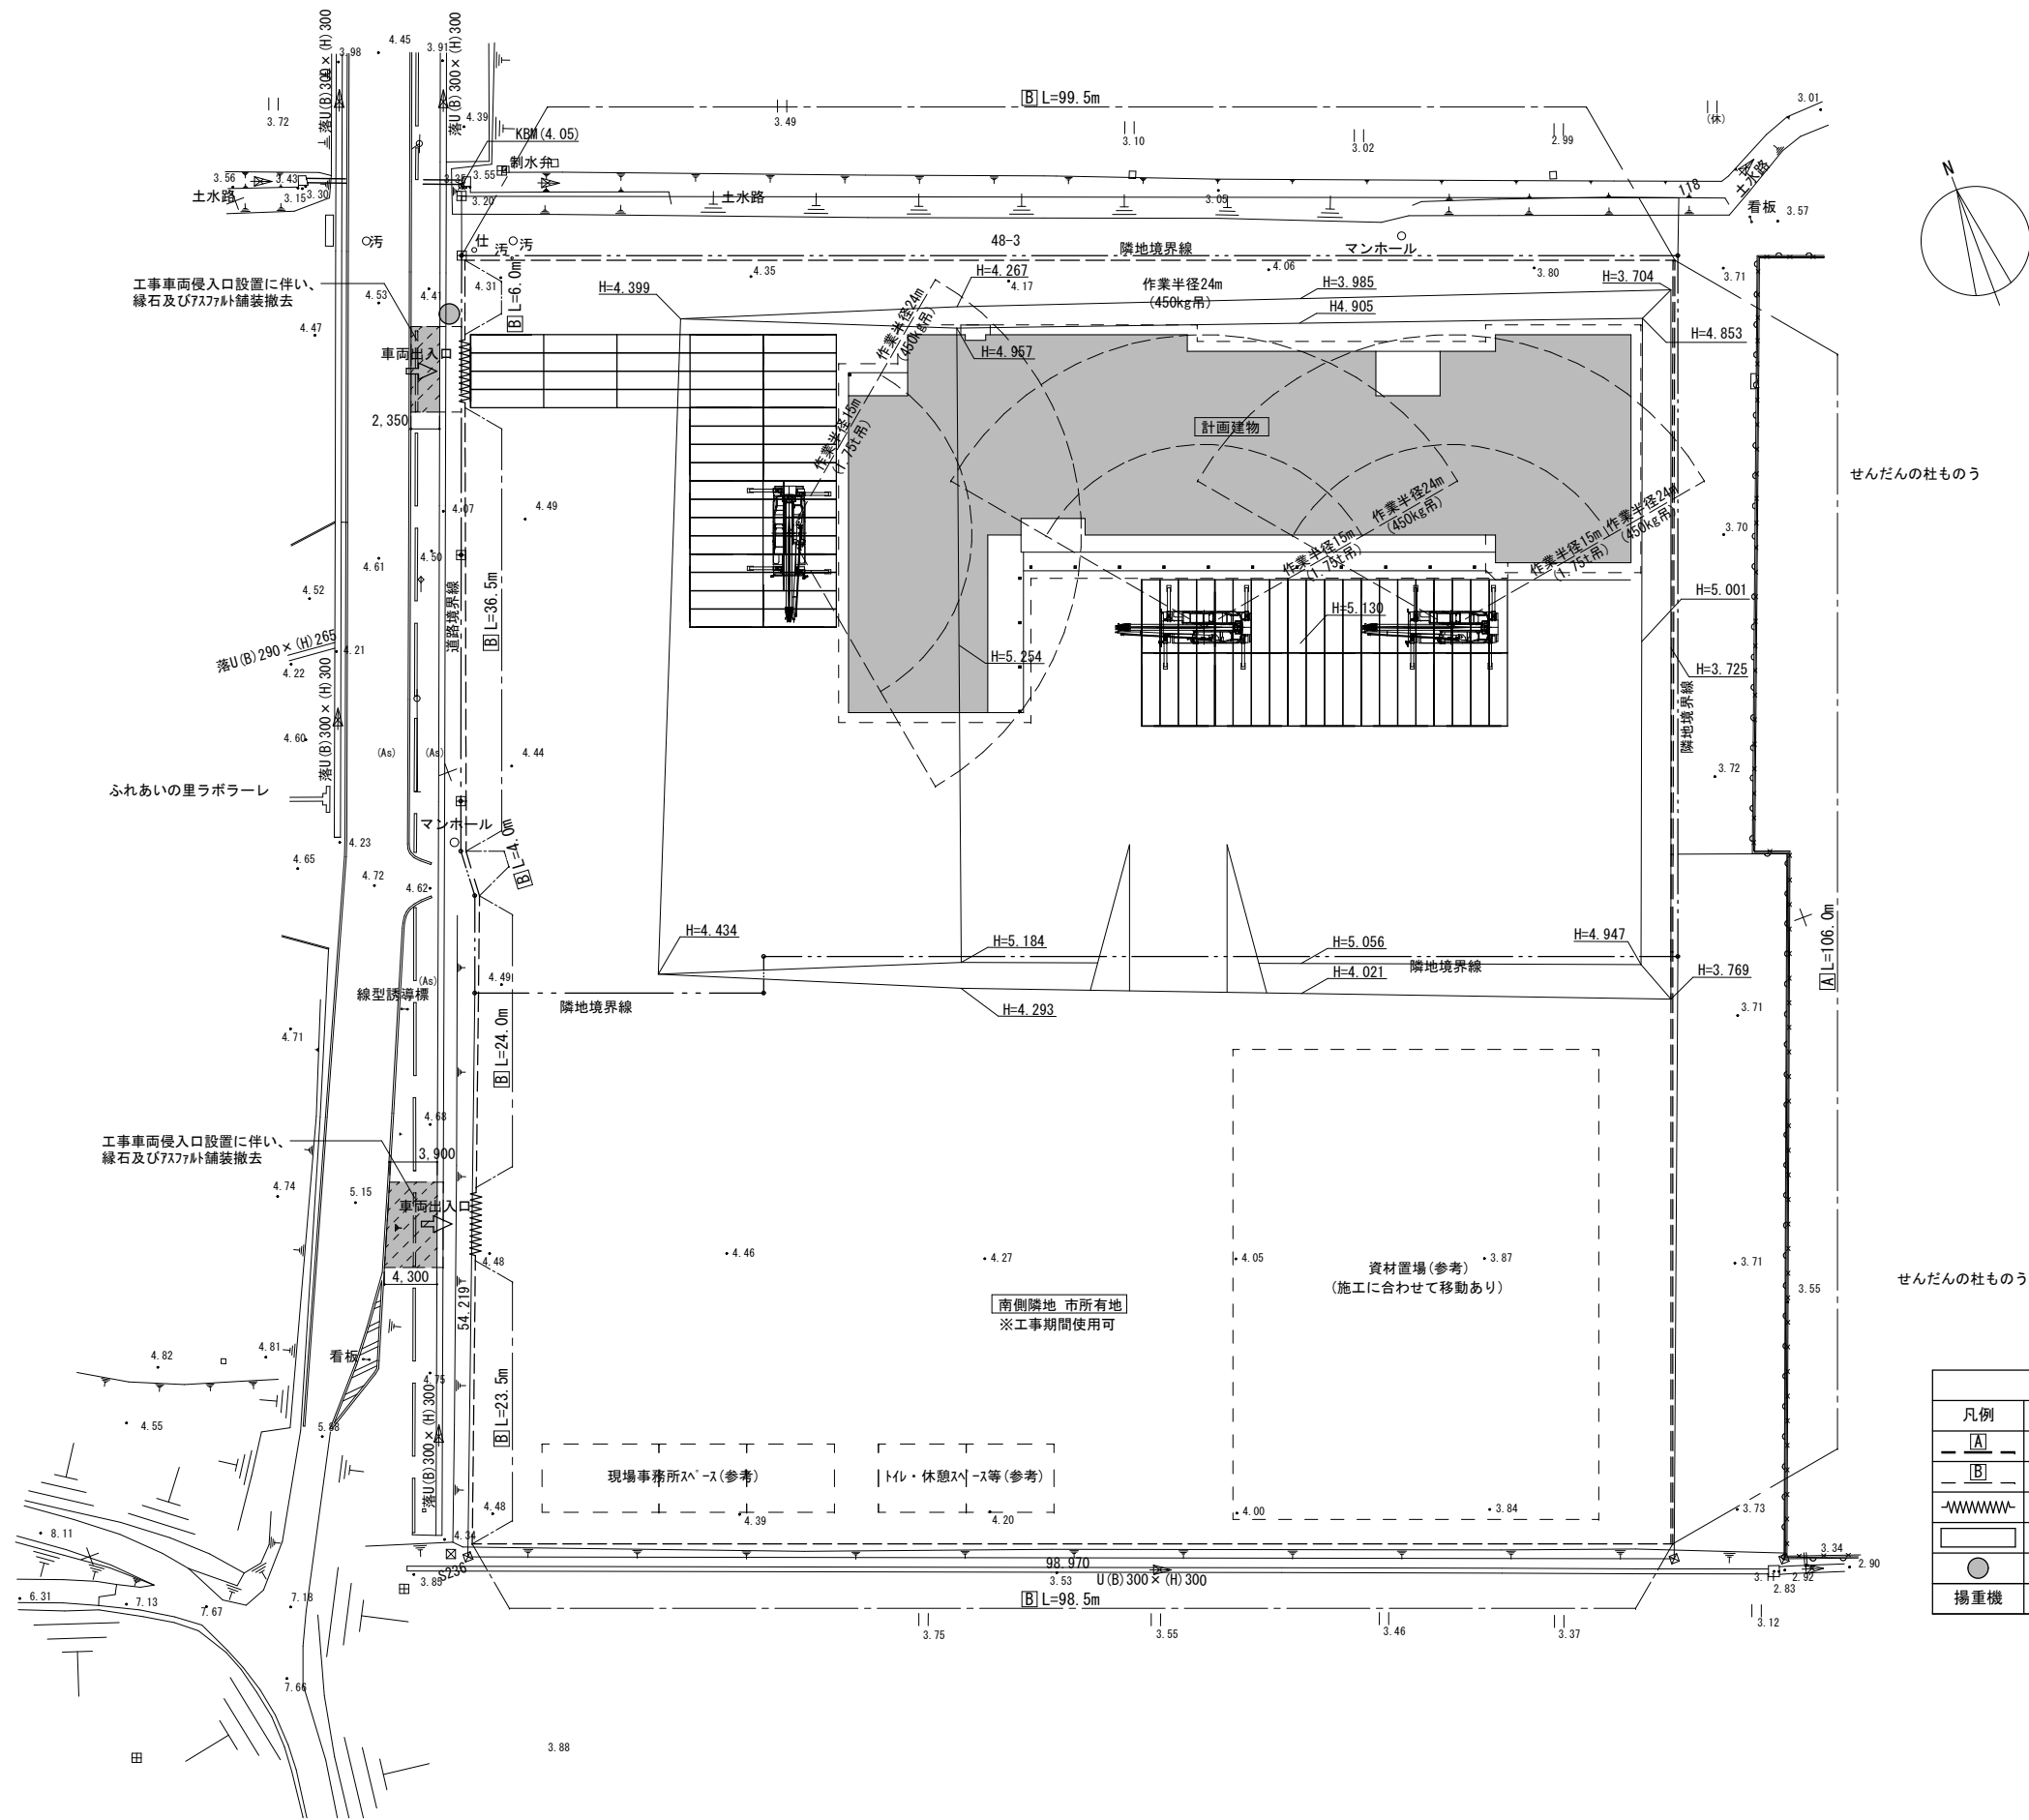 落U(B)300×(H)300
3.98
4.45
3.91
落U(B)300×(H)300
3.72
4.39
KBM(4.05)
3.49
B L=99.5m
3.10
3.02
2.99
(休)
3.01
制水弁
3.56
3.43
3.15
3.30
土水路
3.55
3.20
土水路
3.05
118
土水路
看板
3.57
N
汚
仕
汚
汚
48-3
隣地境界線
マンホール
工事車両侵入口設置に伴い、
縁石及びアスファルト舗装撤去
4.53
4.41
4.31
B L=6.0m
4.35
H=4.267
4.17
4.06
3.80
H=3.704
3.71
H=4.399
作業半径24m
(450kg吊)
H=3.985
H4.905
H=4.853
4.47
車両出入口
作業半径24m
(450kg吊)
H=4.957
2,350
作業半径15m
(1.75t吊)
計画建物
せんだんの杜ものう
4.07
4.49
作業半径24m
(450kg吊)
作業半径24m
(450kg吊)
3.70
4.61
4.50
作業半径15m
(1.75t吊)
作業半径15m
(1.75t吊)
4.52
道路境界線
B L=36.5m
H=5.130
H=5.001
落U(B)290×(H)265
4.21
4.22
H=5.254
H=3.725
隣地境界線
落U(B)300×(H)300
4.60
(As)
(As)
4.44
3.72
ふれあいの里ラボラーレ
マンホール
B L=4.0m
4.23
4.65
4.72
4.62
H=4.434
H=5.184
H=5.056
H=4.947
A L=106.0m
H=4.021
隣地境界線
H=3.769
(As)
4.49
線型誘導標
隣地境界線
H=4.293
3.71
4.71
B L=24.0m
4.68
工事車両侵入口設置に伴い、
縁石及びアスファルト舗装撤去
3,900
4.74
5.15
車両出入口
4.48
4.46
4.27
4.05
3.87
3.71
資材置場(参考)
(施工に合わせて移動あり)
せんだんの杜ものう
4,300
3.55
54.219
南側隣地 市所有地
※工事期間使用可
4.82
4.81
看板
4.75
落U(B)300×(H)300
B L=23.5m
凡例
A
B
揚重機
4.55
5.88
現場事務所スペース(参考)
トイレ・休憩スペース等(参考)
4.48
4.39
4.20
4.00
3.84
3.73
8.11
4.34
S236
98.970
3.34
2.90
3.85
3.53
U(B)300×(H)300
2.92
2.83
6.31
7.13
7.67
7.18
B L=98.5m
3.75
3.55
3.46
3.37
3.12
7.66
3.88